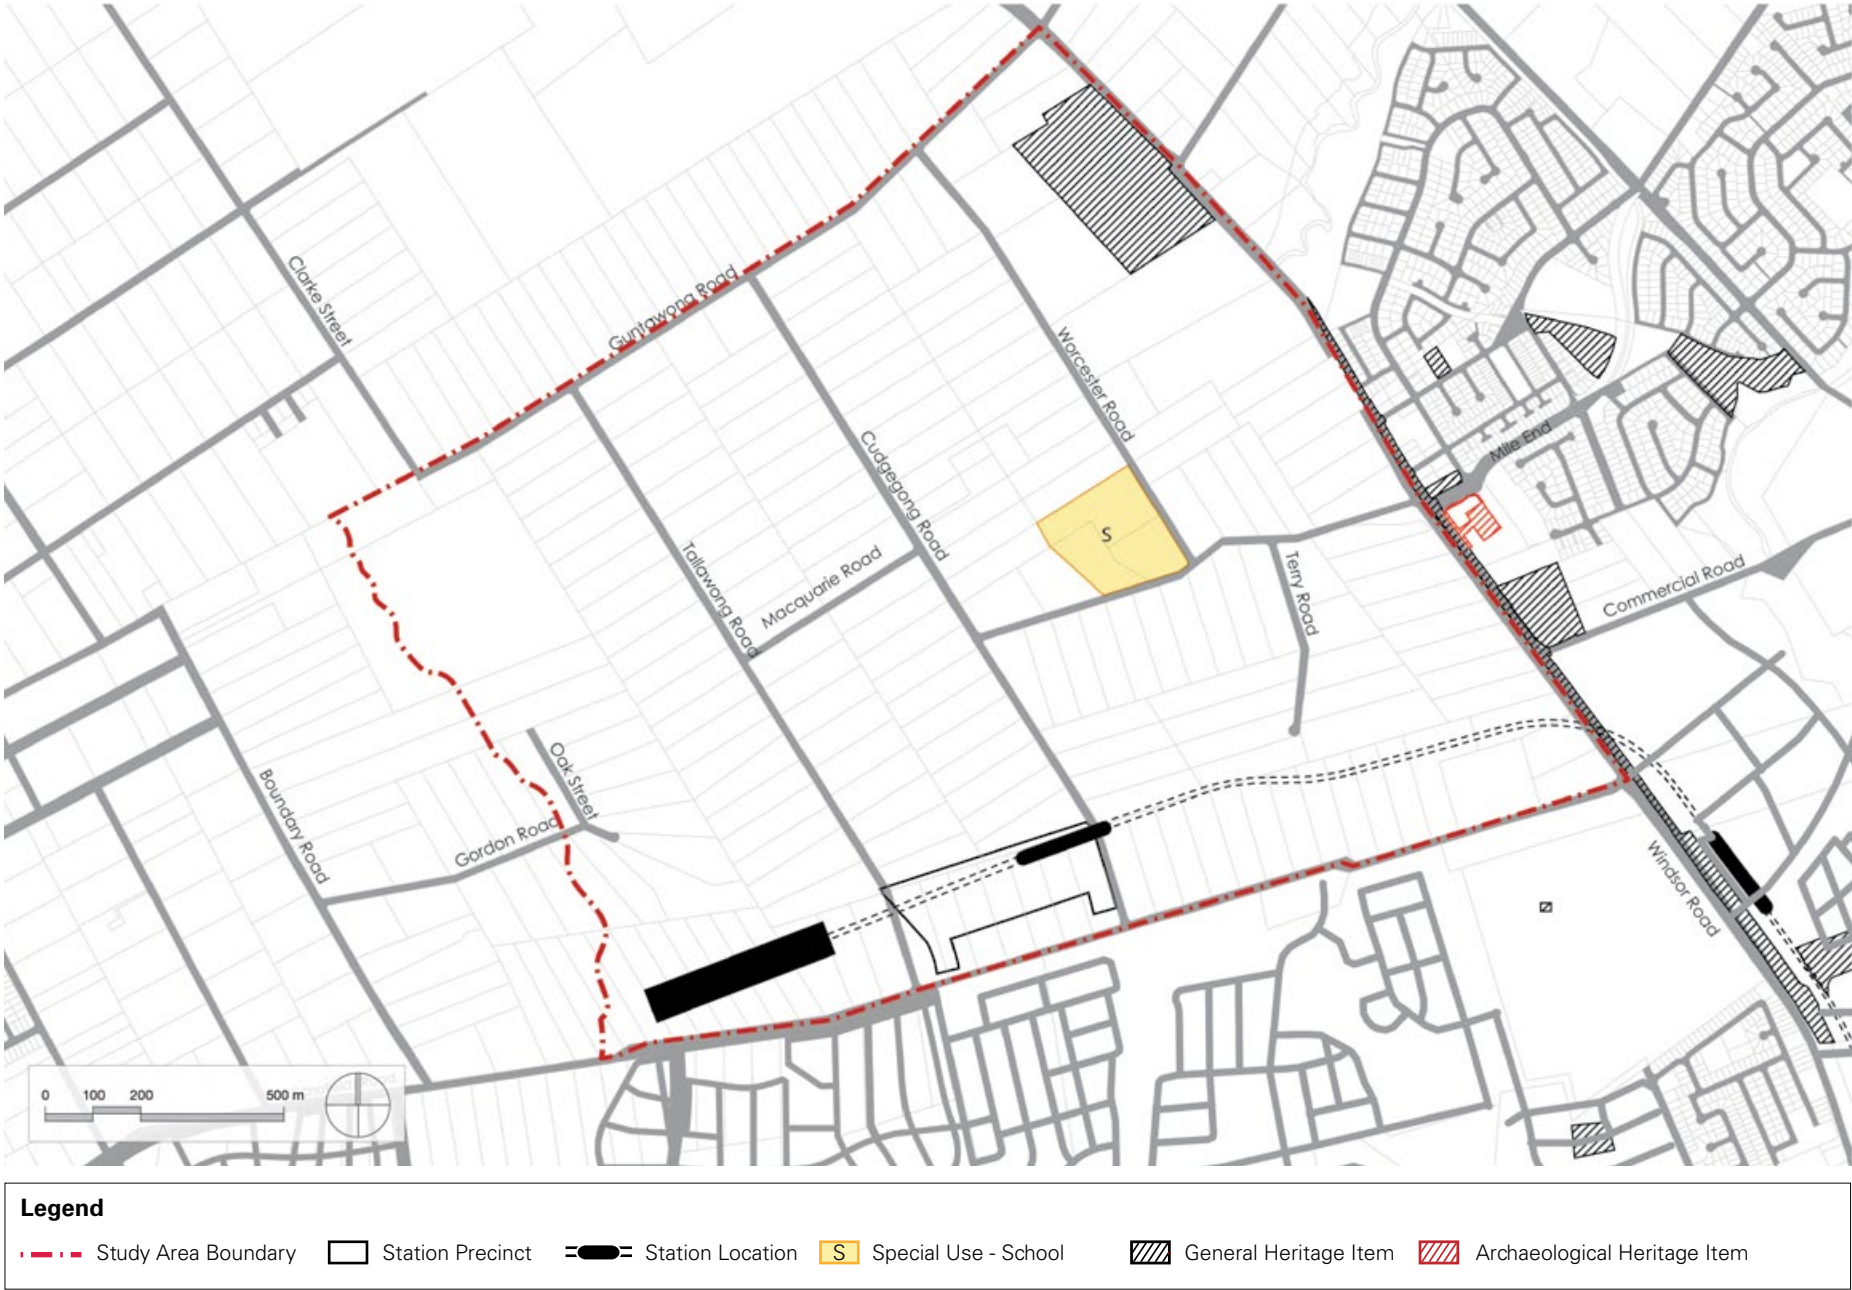 Clarke Street
Guntawong Road
Worcester Road
Cudgegong Road
Mile End
S
Tallawong Road
Macquarie Road
Terry Road
Commercial Road
Oak Street
Boundary Road
Gordon Road
Windsor Road
0 100 200 500 m
Legend
Study Area Boundary
Station Precinct
Station Location
S Special Use - School
General Heritage Item
Archaeological Heritage Item